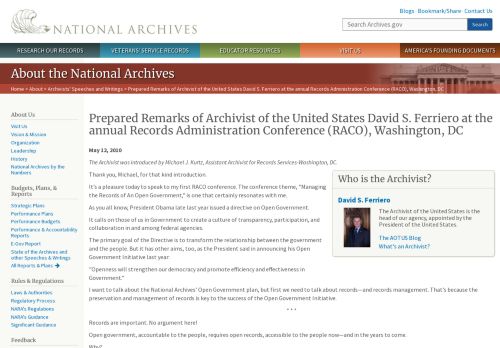 Blogs · Bookmark/Share · Contact Us
NATIONAL ARCHIVES
Search Archives.gov
Search
RESEARCH OUR RECORDS
VETERANS' SERVICE RECORDS
EDUCATOR RESOURCES
VISIT US
AMERICA'S FOUNDING DOCUMENTS
About the National Archives
Home > About > Archivists' Speeches and Writings > Prepared Remarks of Archivist of the United States David S. Ferriero at the annual Records Administration Conference (RACO), Washington, DC
About Us
Visit Us
Vision & Mission
Organization
Leadership
History
National Archives by the
Numbers
Budgets, Plans, &
Reports
Strategic Plans
Performance Plans
Performance Budgets
Performance & Accountability
Reports
E-Gov Report
State of the Archives and
other Speeches & Writings
All Reports & Plans
Rules & Regulations
Laws & Authorities
Regulatory Process
NARA's Regulations
NARA's Guidance
Significant Guidance
Feedback
Prepared Remarks of Archivist of the United States David S. Ferriero at the
annual Records Administration Conference (RACO), Washington, DC
May 12, 2010
The Archivist was introduced by Michael J. Kurtz, Assistant Archivist for Records Services-Washington, DC.
Thank you, Michael, for that kind introduction.
It's a pleasure today to speak to my first RACO conference. The conference theme, "Managing
the Records of An Open Government," is one that certainly resonates with me.
As you all know, President Obama late last year issued a directive on Open Government.
It calls on those of us in Government to create a culture of transparency, participation, and
collaboration in and among federal agencies.
The primary goal of the Directive is to transform the relationship between the government
and the people. But it has other aims, too, as the President said in announcing his Open
Government Initiative last year:
"Openness will strengthen our democracy and promote efficiency and effectiveness in
Government."
I want to talk about the National Archives' Open Government plan, but first we need to talk about records—and records management. That's because the
preservation and management of records is key to the success of the Open Government Initiative.
* * *
Records are important. No argument here!
Open government, accountable to the people, requires open records, accessible to the people now—and in the years to come.
Why?
Who is the Archivist?
David S. Ferriero
The Archivist of the United States is the
head of our agency, appointed by the
President of the United States.
The AOTUS Blog
What's an Archivist?